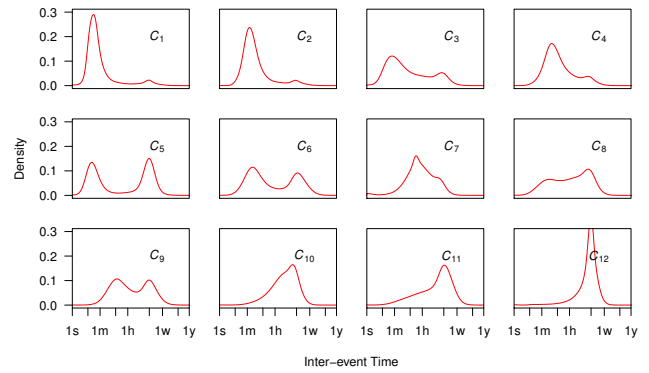 0.3
0.2
0.1
0.0
C1
C2
C3
C4
0.3
0.2
0.1
0.0
C5
C6
C7
C8
Density
0.3
0.2
0.1
0.0
C9
C10
C11
C12
1s 1m 1h 1w 1y
1s 1m 1h 1w 1y
1s 1m 1h 1w 1y
1s 1m 1h 1w 1y
Inter−event Time